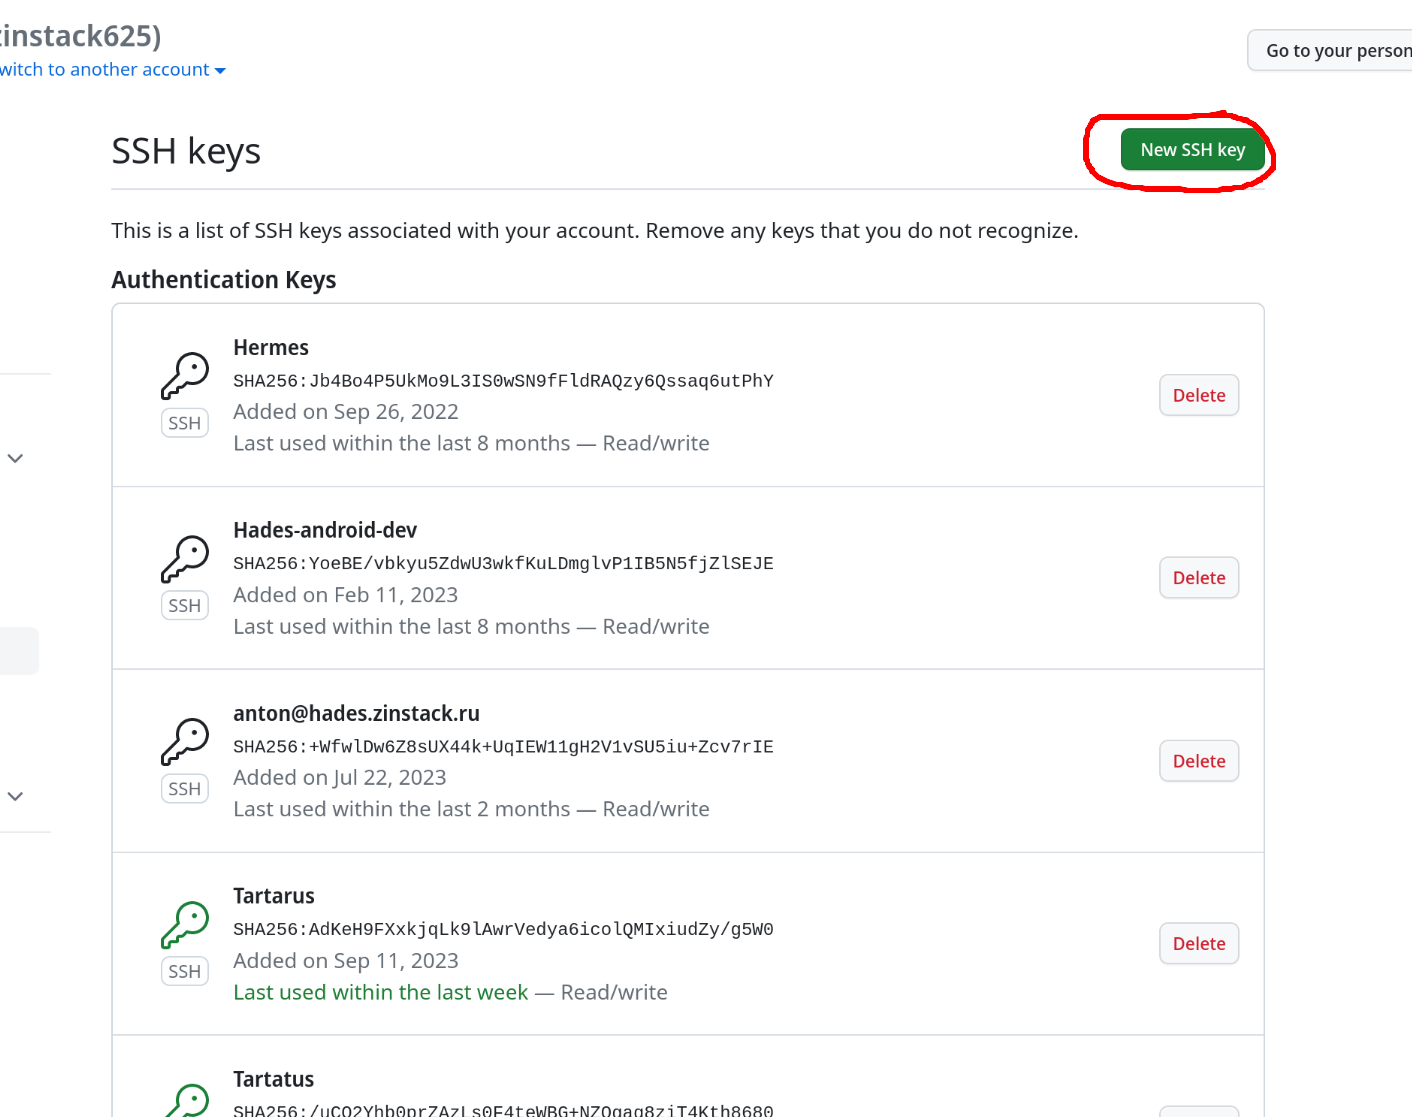 zinstack625)
witch to another account
Go to your person
SSH keys
New SSH key
This is a list of SSH keys associated with your account. Remove any keys that you do not recognize.
Authentication Keys
Hermes
SHA256:Jb4Bo4P5UkMo9L3IS0wSN9fFldRAQzy6Qssaq6utPhY
SSH
Added on Sep 26, 2022
Last used within the last 8 months — Read/write
Delete
Hades-android-dev
SHA256:YoeBE/vbkyu5ZdwU3wkfKuLDmglvP1IB5N5fjZlSEJE
SSH
Added on Feb 11, 2023
Last used within the last 8 months — Read/write
Delete
anton@hades.zinstack.ru
SHA256:+WfwlDw6Z8sUX44k+UqIEW11gH2V1vSU5iu+Zcv7rIE
SSH
Added on Jul 22, 2023
Last used within the last 2 months — Read/write
Delete
Tartarus
SHA256:AdKeH9FXxkjqLk9lAwrVedya6icolQMIxiudZy/g5W0
SSH
Added on Sep 11, 2023
Last used within the last week — Read/write
Delete
Tartatus